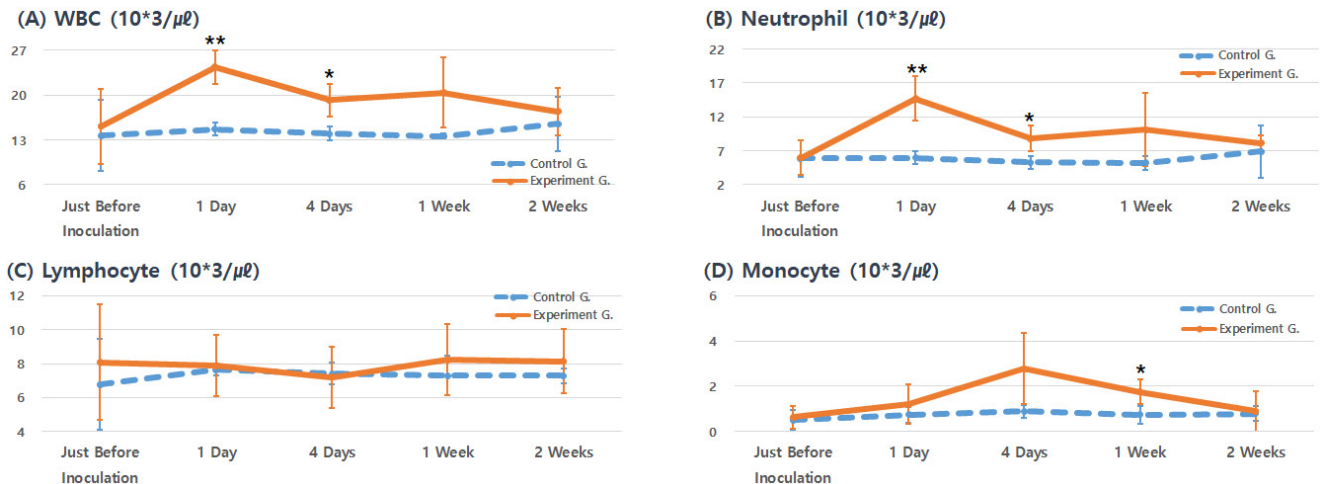 (A) WBC (10*3/㎕)
27
20
13
6
**
*
Control G.
Experiment G.
Just Before Inoculation
1 Day
4 Days
1 Week
2 Weeks
(B) Neutrophil (10*3/㎕)
22
17
12
7
2
**
*
Control G.
Experiment G.
Just Before Inoculation
1 Day
4 Days
1 Week
2 Weeks
(C) Lymphocyte (10*3/㎕)
12
10
8
6
4
Control G.
Experiment G.
Just Before Inoculation
1 Day
4 Days
1 Week
2 Weeks
(D) Monocyte (10*3/㎕)
6
4
2
0
*
Control G.
Experiment G.
Just Before Inoculation
1 Day
4 Days
1 Week
2 Weeks